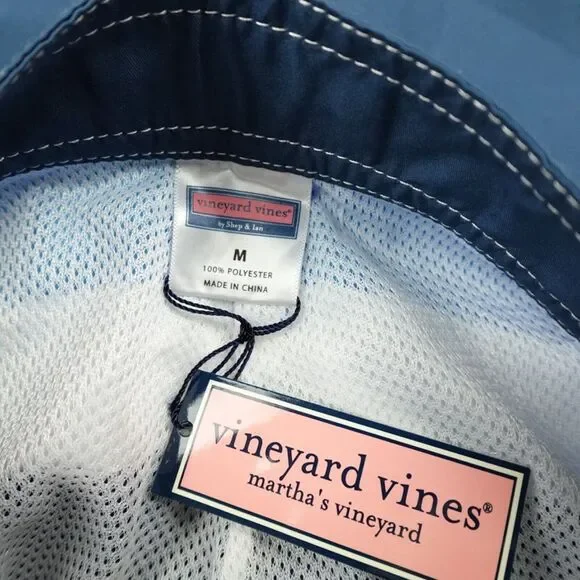 vineyard vines®
by Shep & Ian
M
100% POLYESTER
MADE IN CHINA
vineyard vines®
martha's vineyard